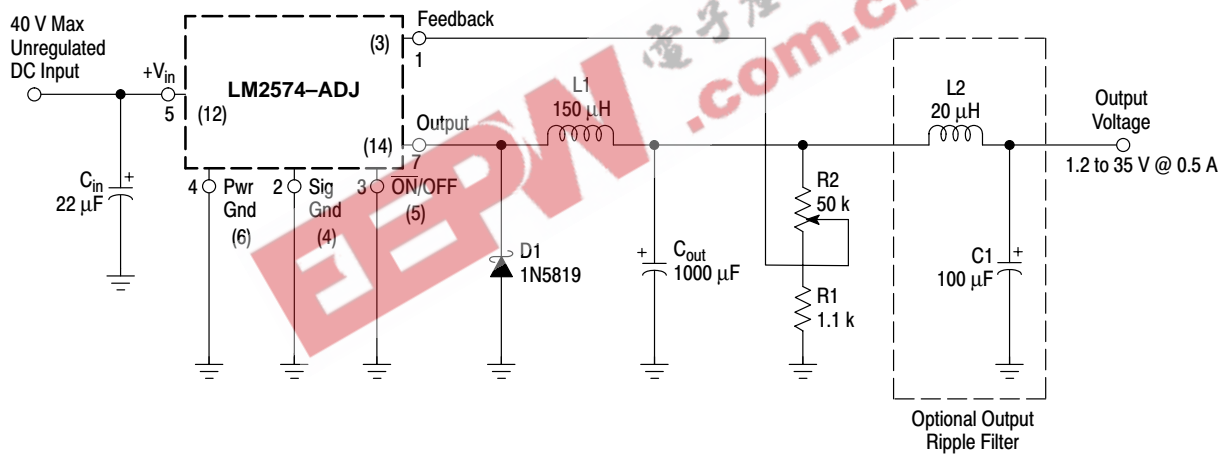 40 V Max
Unregulated
DC Input
+Vin
5
(12)
LM2574–ADJ
(3)
Feedback
1
(14)
Output
7
4
Pwr
Gnd
(6)
2
Sig
Gnd
(4)
3
ON/OFF
(5)
Cin
22 μF
+
L1
150 μH
D1
1N5819
+
Cout
1000 μF
R2
50 k
R1
1.1 k
L2
20 μH
+
C1
100 μF
Output
Voltage
1.2 to 35 V @ 0.5 A
Optional Output
Ripple Filter
EEPW
.com.c
電子產